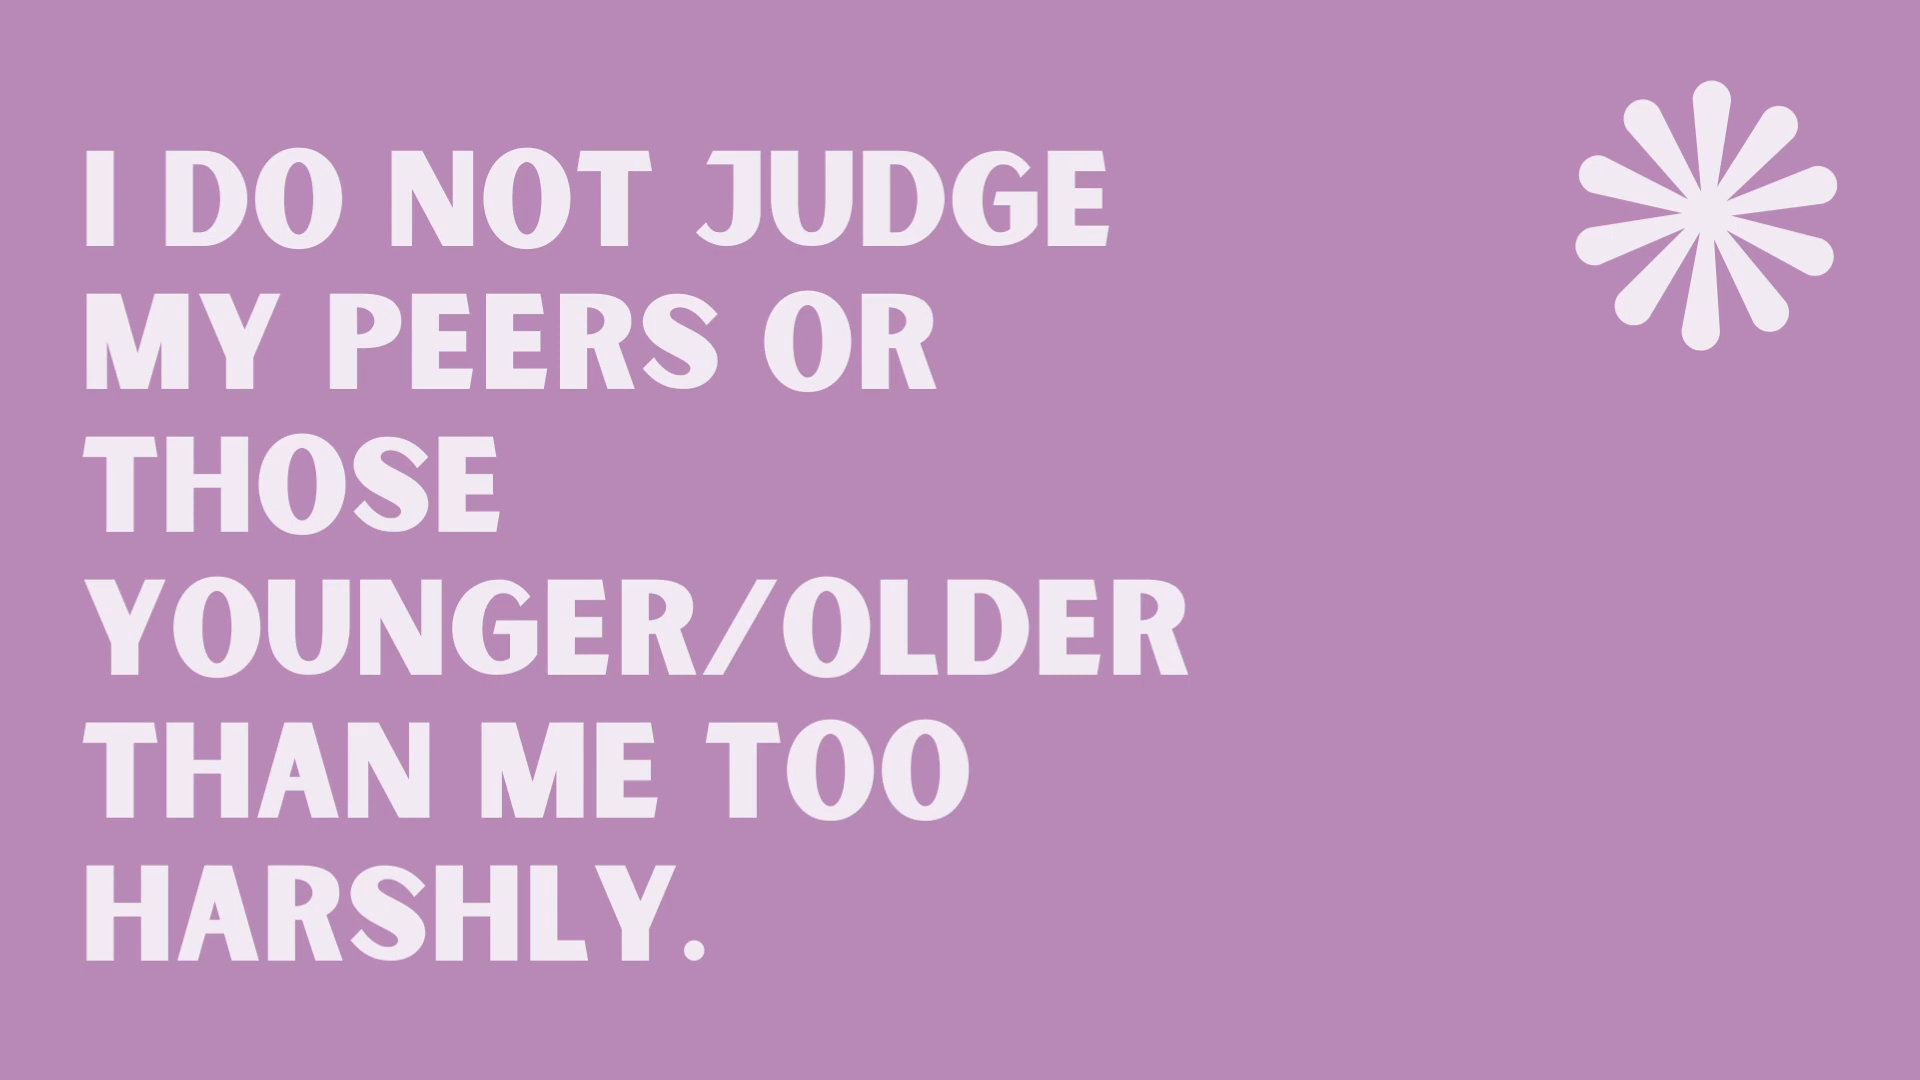 I DO NOT JUDGE
MY PEERS OR
THOSE
YOUNGER/OLDER
THAN ME TOO
HARSHLY.